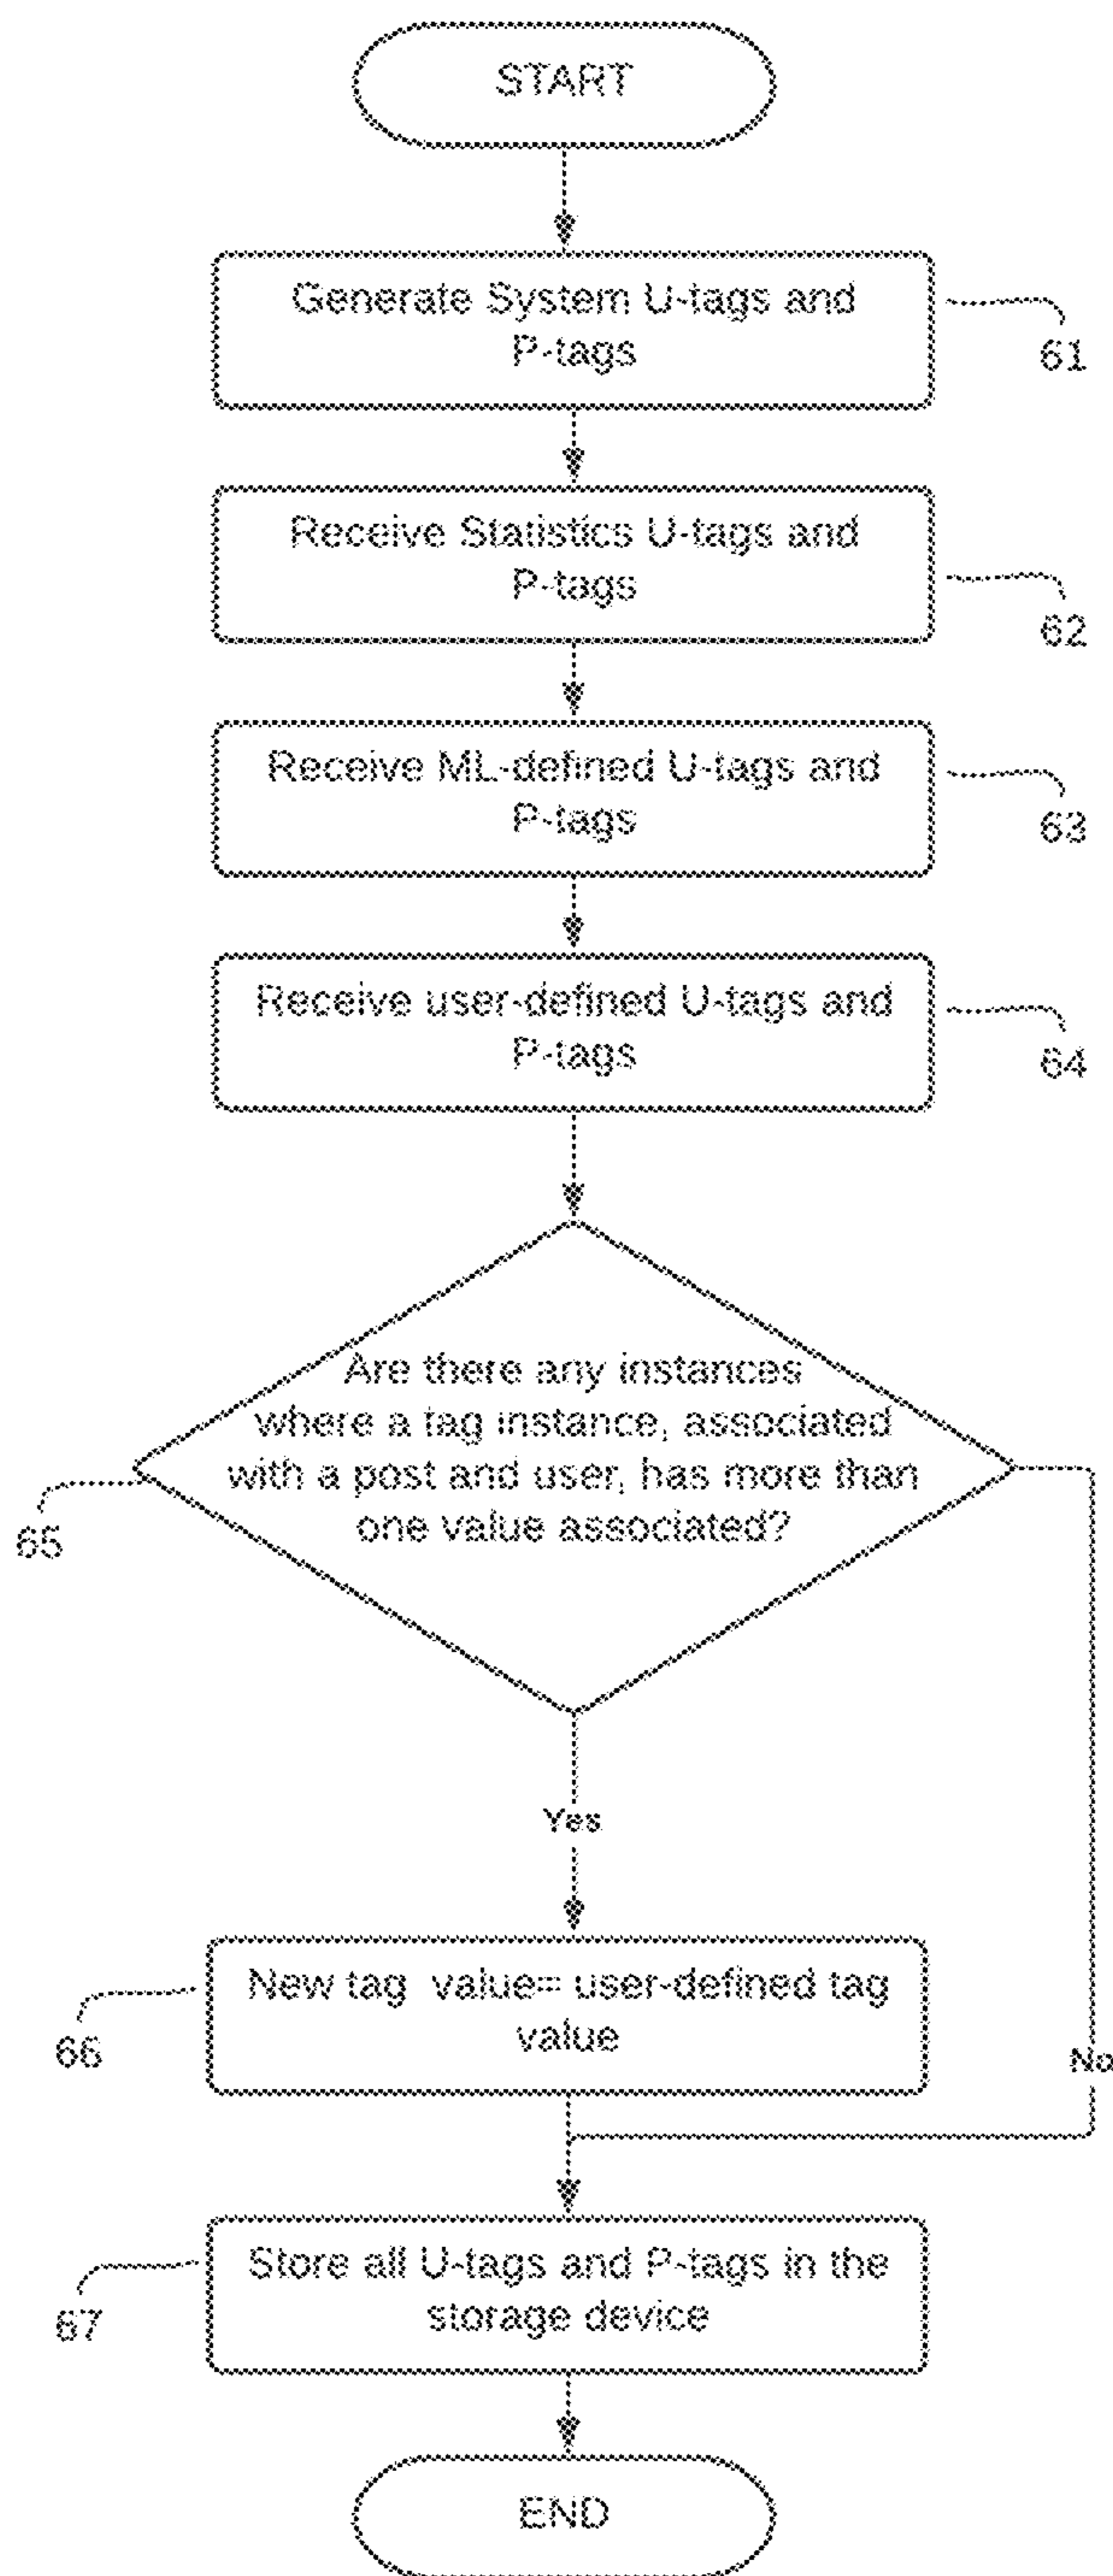 START
Generate System U-tags and
P-tags
61
Receive Statistics U-tags and
P-tags
62
Receive ML-defined U-tags and
P-tags
63
Receive user-defined U-tags and
P-tags
64
Are there any instances
where a tag instance, associated
with a post and user, has more than
one value associated?
65
Yes
New tag value= user-defined tag
value
66
No
Store all U-tags and P-tags in the
storage device
67
END